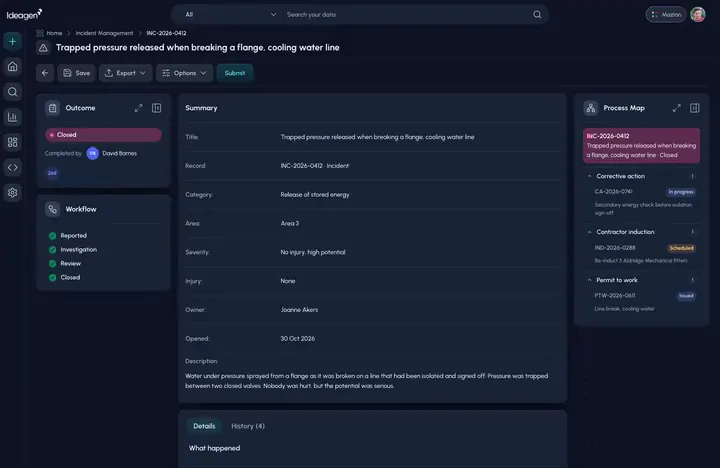 Ideagen
All
Search your data
Mazlan
Home
Incident Management
INC-2026-0412
Trapped pressure released when breaking a flange, cooling water line
Save
Export
Options
Submit
Outcome
Closed
Completed by
David Barnes
Workflow
Reported
Investigation
Review
Closed
Summary
Title:
Trapped pressure released when breaking a flange, cooling water line
Record:
INC-2026-0412 · Incident
Category:
Release of stored energy
Area:
Area 3
Severity:
No injury, high potential
Injury:
None
Owner:
Joanne Akers
Opened:
30 Oct 2026
Description:
Water under pressure sprayed from a flange as it was broken on a line that had been isolated and signed off. Pressure was trapped
between two closed valves. Nobody was hurt, but the potential was serious.
Details
History (4)
What happened
Process Map
INC-2026-0412
Trapped pressure released when breaking
a flange, cooling water line · Closed
Corrective action
1
CA-2026-0741
In progress
Secondary energy check before isolation
sign-off
Contractor induction
1
IND-2026-0288
Scheduled
Re-induct 3 Aldridge Mechanical fitters
Permit to work
1
PTW-2026-0611
Issued
Line break, cooling water